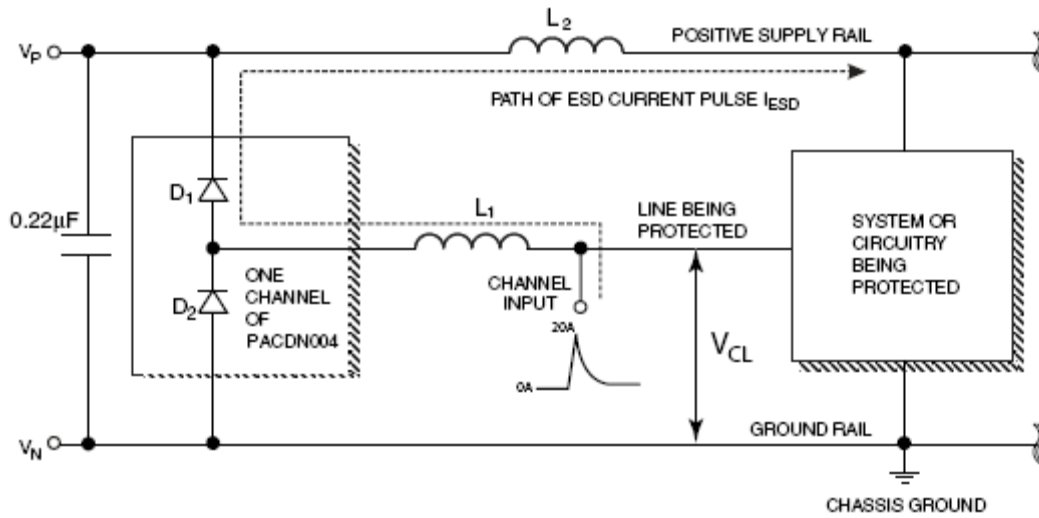 L2
POSITIVE SUPPLY RAIL
VP
PATH OF ESD CURRENT PULSE IESD
D1
0.22µF
L1
LINE BEING
PROTECTED
SYSTEM OR
CIRCUITRY
BEING
PROTECTED
ONE
CHANNEL
OF
PACDN004
D2
CHANNEL
INPUT
20A
0A
VCL
VN
GROUND RAIL
CHASSIS GROUND